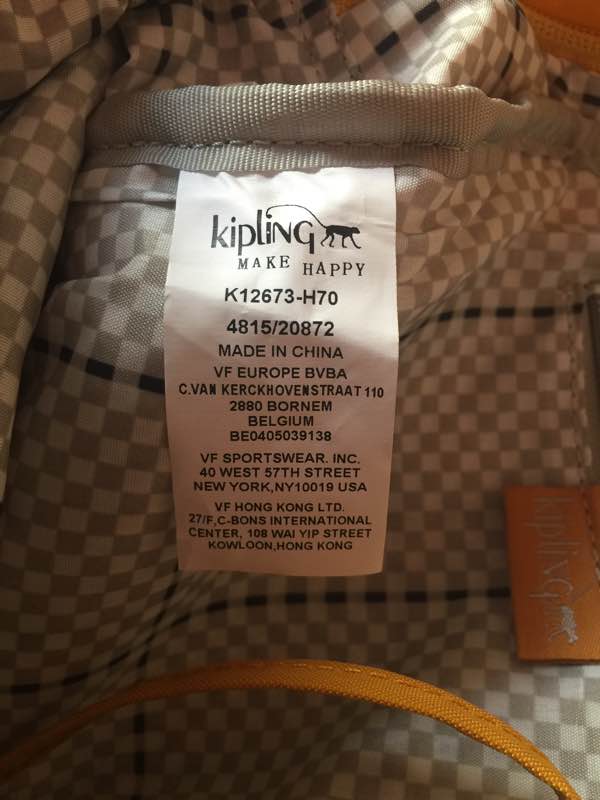 kipling
MAKE HAPPY
K12673-H70
4815/20872
MADE IN CHINA
VF EUROPE BVBA
C.VAN KERCKHOVENSTRAAT 110
2880 BORNEM
BELGIUM
BE0405039138
VF SPORTSWEAR. INC.
40 WEST 57TH STREET
NEW YORK,NY10019 USA
VF HONG KONG LTD.
27/F,C-BONS INTERNATIONAL
CENTER, 108 WAI YIP STREET
KOWLOON,HONG KONG
kipling